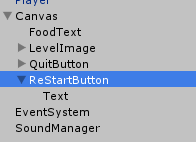 Player
Canvas
FoodText
LevelImage
QuitButton
ReStartButton
Text
EventSystem
SoundManager